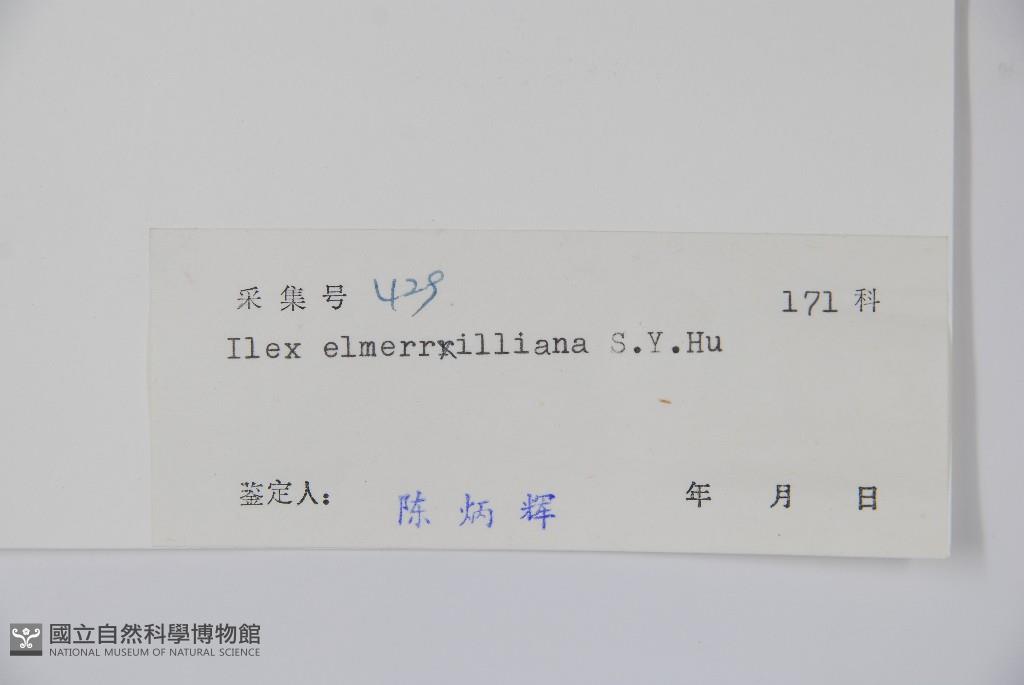 采集号 429 171 科
Ilex elmerrilliana S.Y.Hu
鉴定人: 陈炳辉 年 月 日
國立自然科學博物館
NATIONAL MUSEUM OF NATURAL SCIENCE